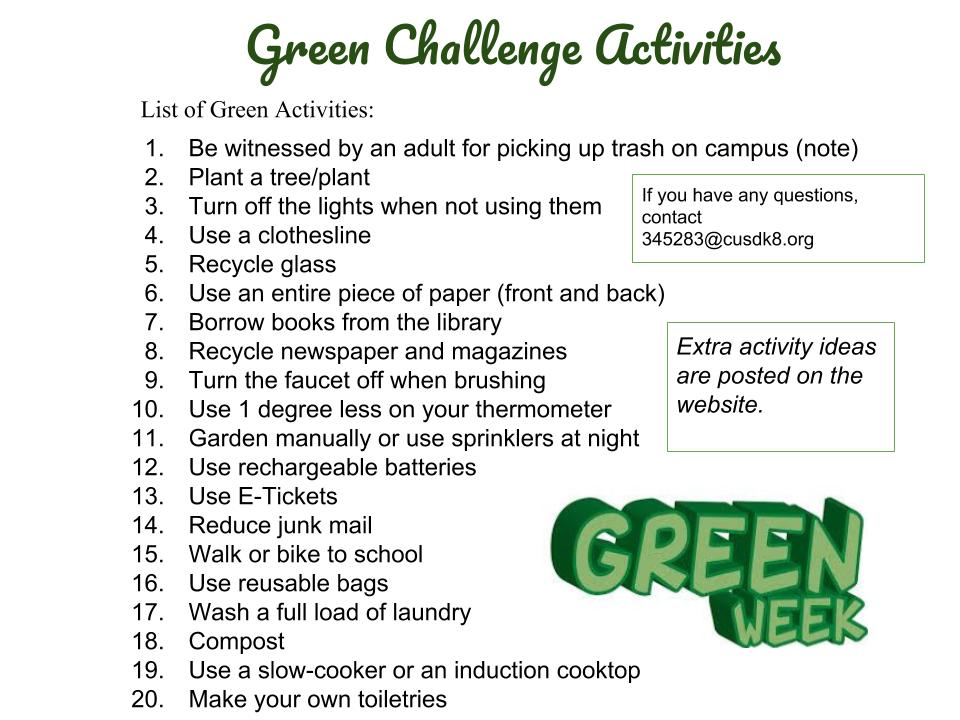 Green Challenge Activities
List of Green Activities:
1. Be witnessed by an adult for picking up trash on campus (note)
2. Plant a tree/plant
3. Turn off the lights when not using them
4. Use a clothesline
5. Recycle glass
6. Use an entire piece of paper (front and back)
7. Borrow books from the library
8. Recycle newspaper and magazines
9. Turn the faucet off when brushing
10. Use 1 degree less on your thermometer
11. Garden manually or use sprinklers at night
12. Use rechargeable batteries
13. Use E-Tickets
14. Reduce junk mail
15. Walk or bike to school
16. Use reusable bags
17. Wash a full load of laundry
18. Compost
19. Use a slow-cooker or an induction cooktop
20. Make your own toiletries
If you have any questions,
contact
345283@cusdk8.org
Extra activity ideas
are posted on the
website.
GREEN
WEEK